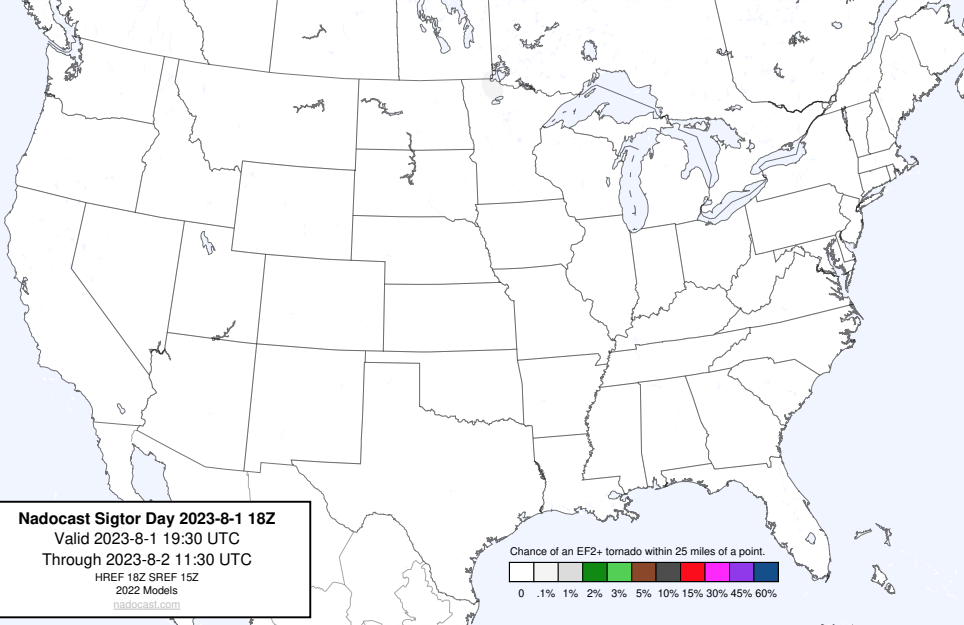 Nadocast Sigtor Day 2023-8-1 18Z
Valid 2023-8-1 19:30 UTC
Through 2023-8-2 11:30 UTC
HREF 18Z SREF 15Z
2022 Models
nadocast.com
Chance of an EF2+ tornado within 25 miles of a point.
0 .1% 1% 2% 3% 5% 10% 15% 30% 45% 60%